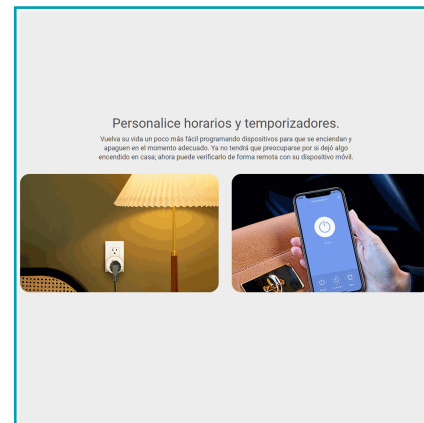 Personalice horarios y temporizadores.
Vuelva su vida un poco más fácil programando dispositivos para que se enciendan y
apaguen en el momento adecuado. Ya no tendrá que preocuparse por si dejó algo
encendido en casa; ahora puede verificarlo de forma remota con su dispositivo móvil.